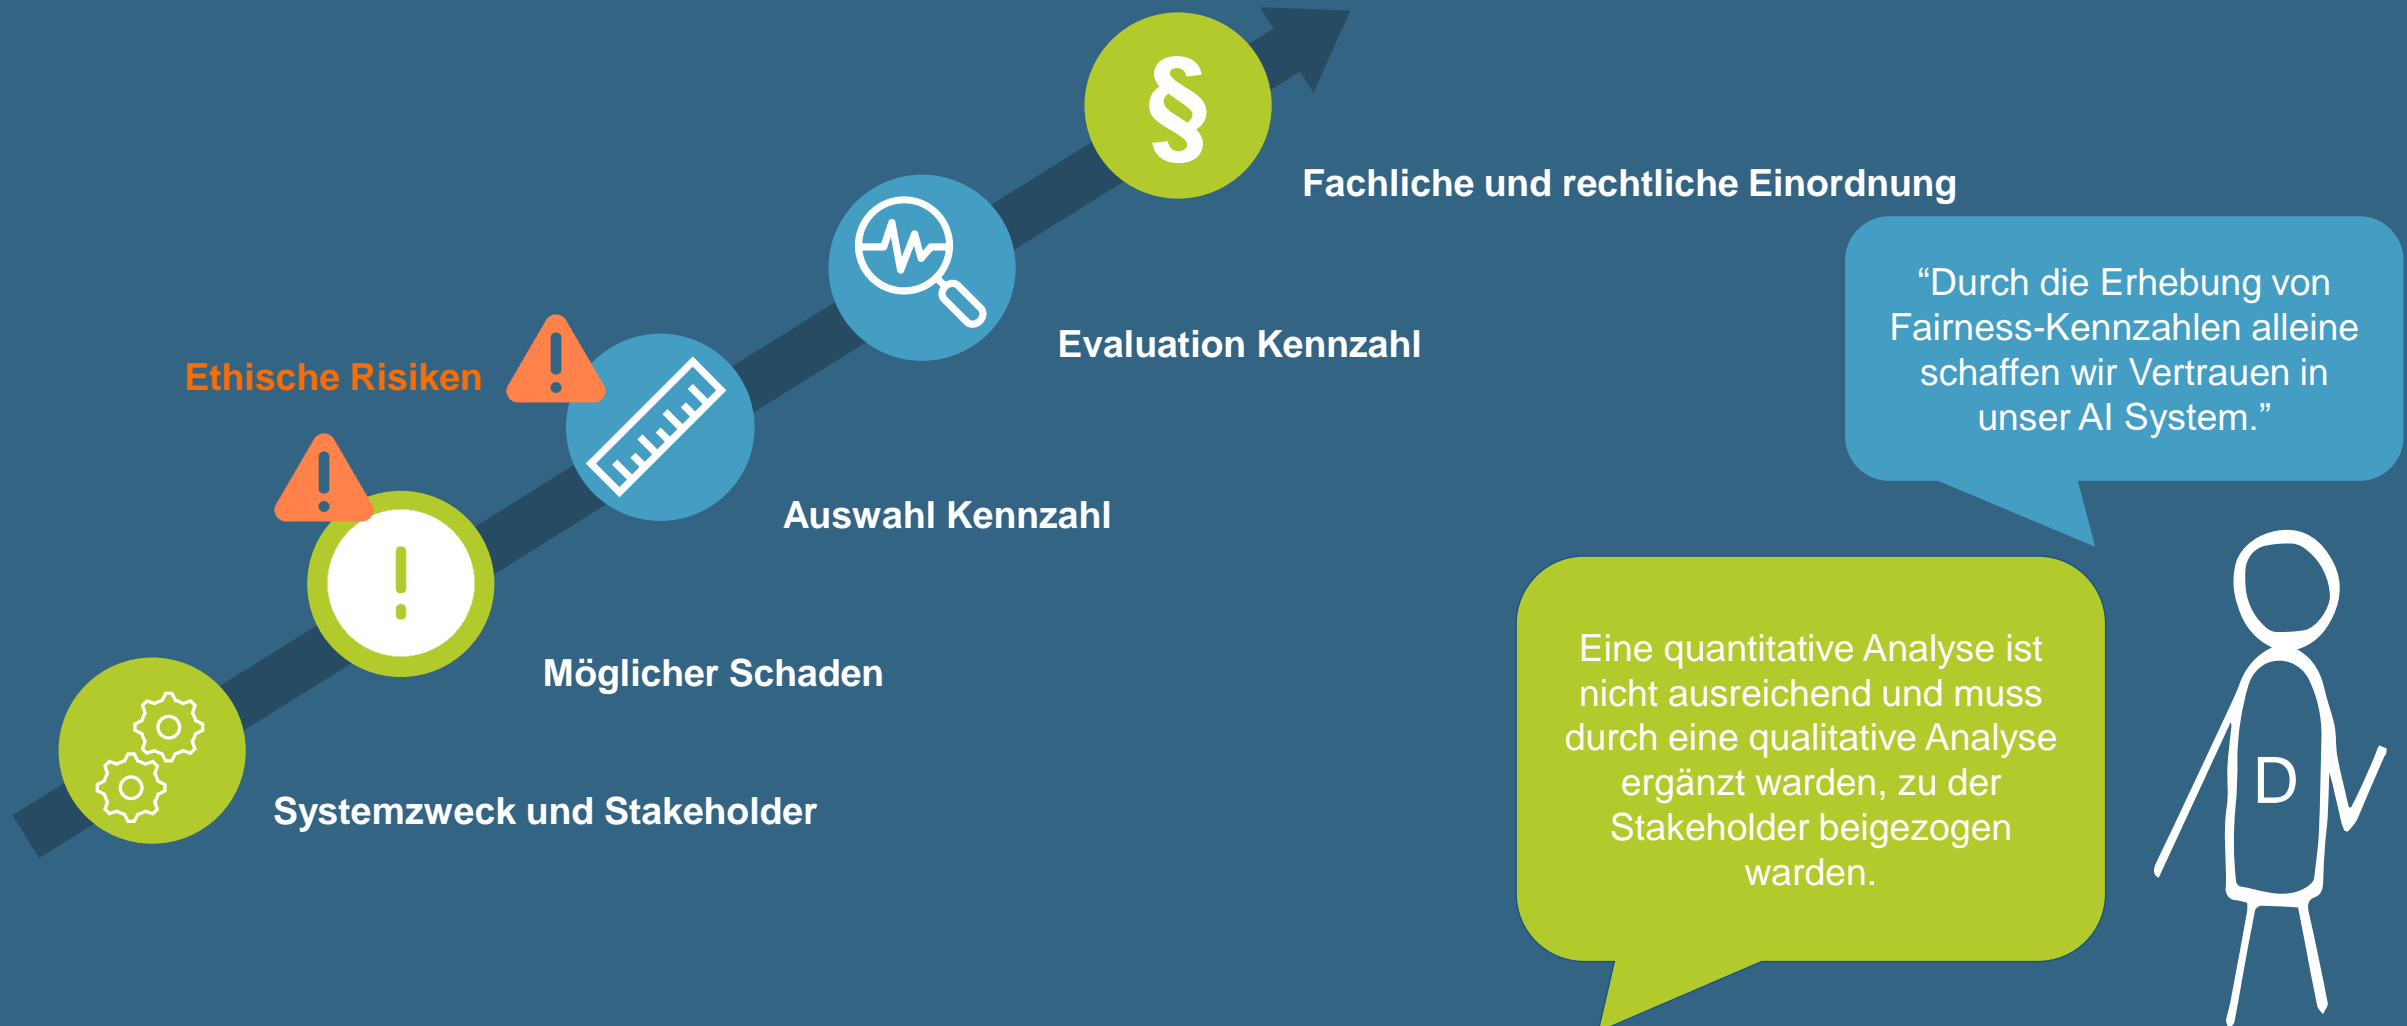 §
Fachliche und rechtliche Einordnung
Evaluation Kennzahl
Ethische Risiken
Auswahl Kennzahl
Möglicher Schaden
Systemzweck und Stakeholder
“Durch die Erhebung von
Fairness-Kennzahlen alleine
schaffen wir Vertrauen in
unser AI System.”
Eine quantitative Analyse ist
nicht ausreichend und muss
durch eine qualitative Analyse
ergänzt warden, zu der
Stakeholder beigezogen
warden.
D